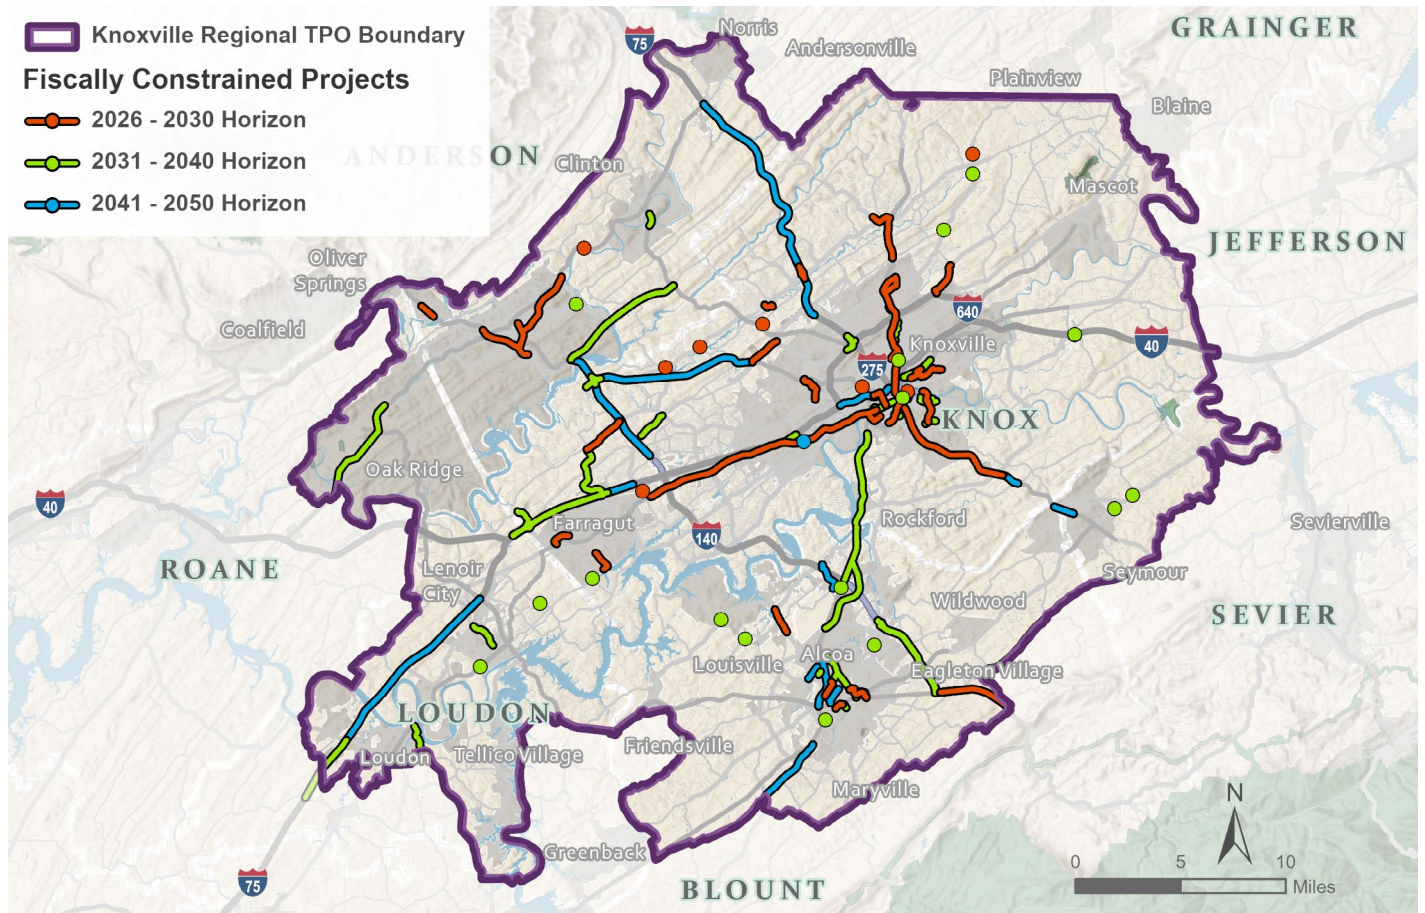 Knoxville Regional TPO Boundary
Fiscally Constrained Projects
2026 - 2030 Horizon
2031 - 2040 Horizon
2041 - 2050 Horizon
75
Norris
Andersonville
GRAINGER
Plainview
Blaine
ANDERSON
Clinton
Mascot
JEFFERSON
Oliver
Springs
Coalfield
640
40
Knoxville
275
KNOX
Oak Ridge
40
Farragut
Rockford
140
Sevierville
ROANE
Lenoir
City
Seymour
Wildwood
SEVIER
Alcoa
Louisville
Eagleton Village
LOUDON
Loudon
Tellico Village
Friendsville
Maryville
Greenback
75
BLOUNT
N
0
5
10
Miles